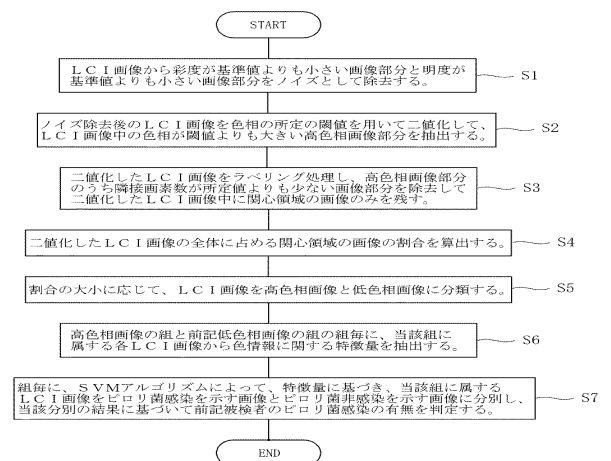 START
ＬＣＩ画像から彩度が基準値よりも小さい画像部分と明度が
基準値よりも小さい画像部分をノイズとして除去する。
S1
ノイズ除去後のＬＣＩ画像を色相の所定の閾値を用いて二値化して、
ＬＣＩ画像中の色相が閾値よりも大きい高色相画像部分を抽出する。
S2
二値化したＬＣＩ画像をラベリング処理し、高色相画像部分
のうち隣接画素数が所定値よりも少ない画像部分を除去して
二値化したＬＣＩ画像中に関心領域の画像のみを残す。
S3
二値化したＬＣＩ画像の全体に占める関心領域の画像の割合を算出する。
S4
割合の大小に応じて、ＬＣＩ画像を高色相画像と低色相画像に分類する。
S5
高色相画像の組と前記低色相画像の組の組毎に、当該組に
属する各ＬＣＩ画像から色情報に関する特徴量を抽出する。
S6
組毎に、ＳＶＭアルゴリズムによって、特徴量に基づき、当該組に属する
ＬＣＩ画像をピロリ菌感染を示す画像とピロリ菌非感染を示す画像に分別し、
当該分別の結果に基づいて前記被検者のピロリ菌感染の有無を判定する。
S7
END